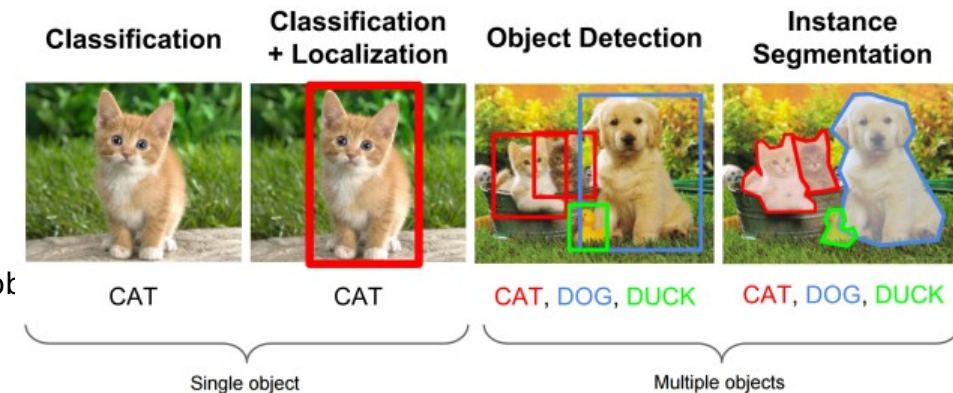 Classification
Classification
+ Localization
Object Detection
Instance
Segmentation
CAT
CAT
CAT, DOG, DUCK
CAT, DOG, DUCK
Single object
Multiple objects